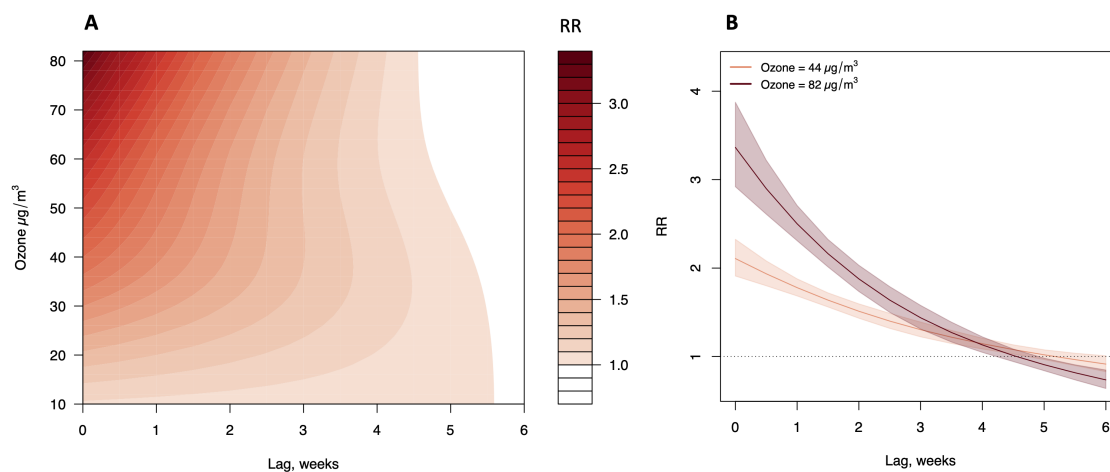 A
RR
B
Ozone µg/m³
80
70
60
50
40
30
20
10
0 1 2 3 4 5 6
Lag, weeks
3.0
2.5
2.0
1.5
1.0
Ozone = 44 µg/m³
Ozone = 82 µg/m³
RR
4
3
2
1
0 1 2 3 4 5 6
Lag, weeks